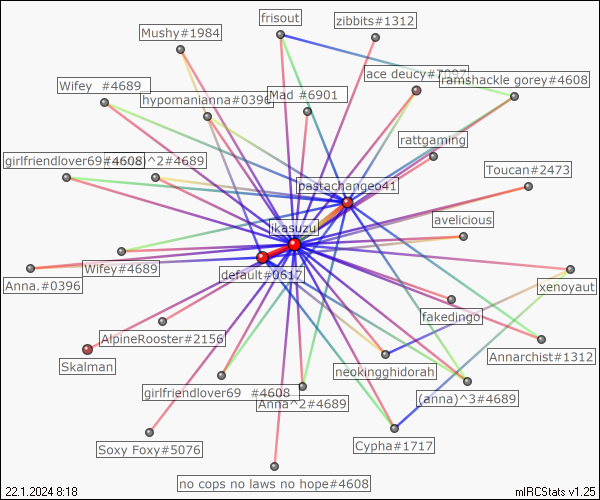 frisout
zibbits#1312
Mushy#1984
ace deucy#7097
ramshackle gorey#4608
Wifey  #4689
hypomanianna#0396
Mad #6901
rattgaming
girlfriendlover69#4608
^2#4689
Toucan#2473
pastachangeo41
avelicious
ikasuzu
Wifey#4689
default#0617
Anna.#0396
xenoyaut
fakedingo
AlpineRooster#2156
Annarchist#1312
Skalman
neokingghidorah
girlfriendlover69  #4608
Anna^2#4689
(anna)^3#4689
Soxy Foxy#5076
Cypha#1717
no cops no laws no hope#4608
22.1.2024 8:18
mIRCStats v1.25